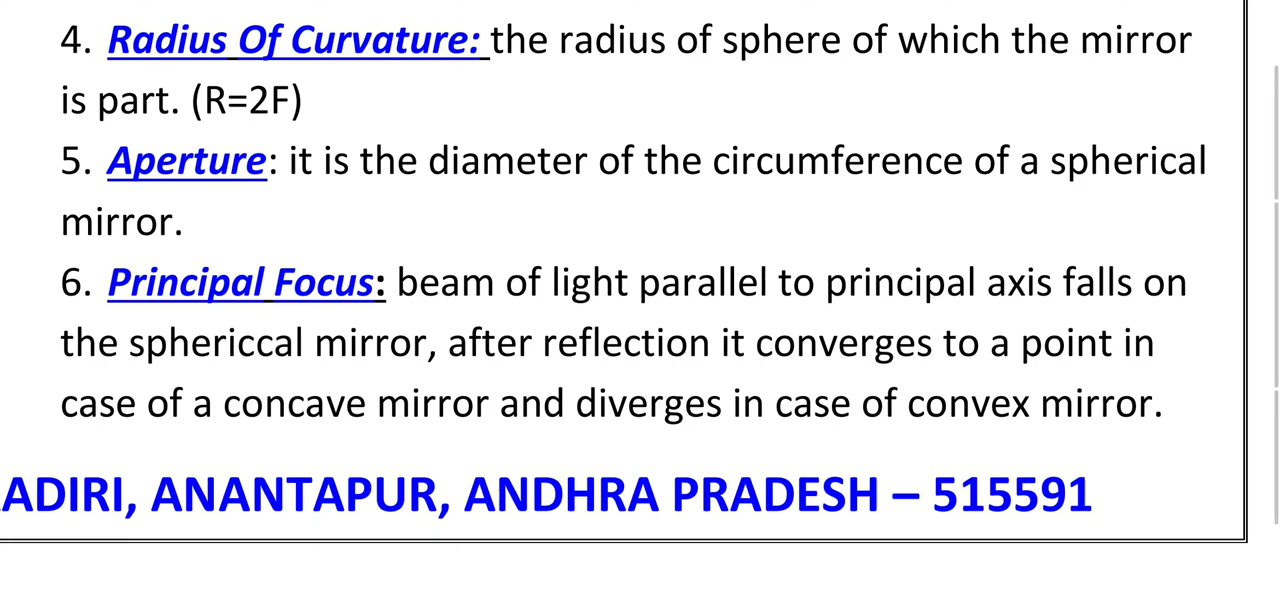 4. Radius Of Curvature: the radius of sphere of which the mirror
is part. (R=2F)
5. Aperture: it is the diameter of the circumference of a spherical
mirror.
6. Principal Focus: beam of light parallel to principal axis falls on
the sphericcal mirror, after reflection it converges to a point in
case of a concave mirror and diverges in case of convex mirror.
ADIRI, ANANTAPUR, ANDHRA PRADESH – 515591